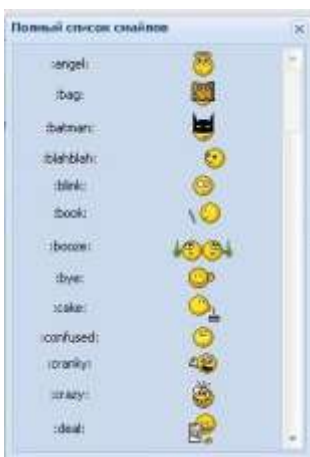 Полный список смайлов
:angel:
:bag:
:batman:
:blahblah:
:blink:
:book:
:booze:
:bye:
:cake:
:confused:
:cranky:
:crazy:
:deal: